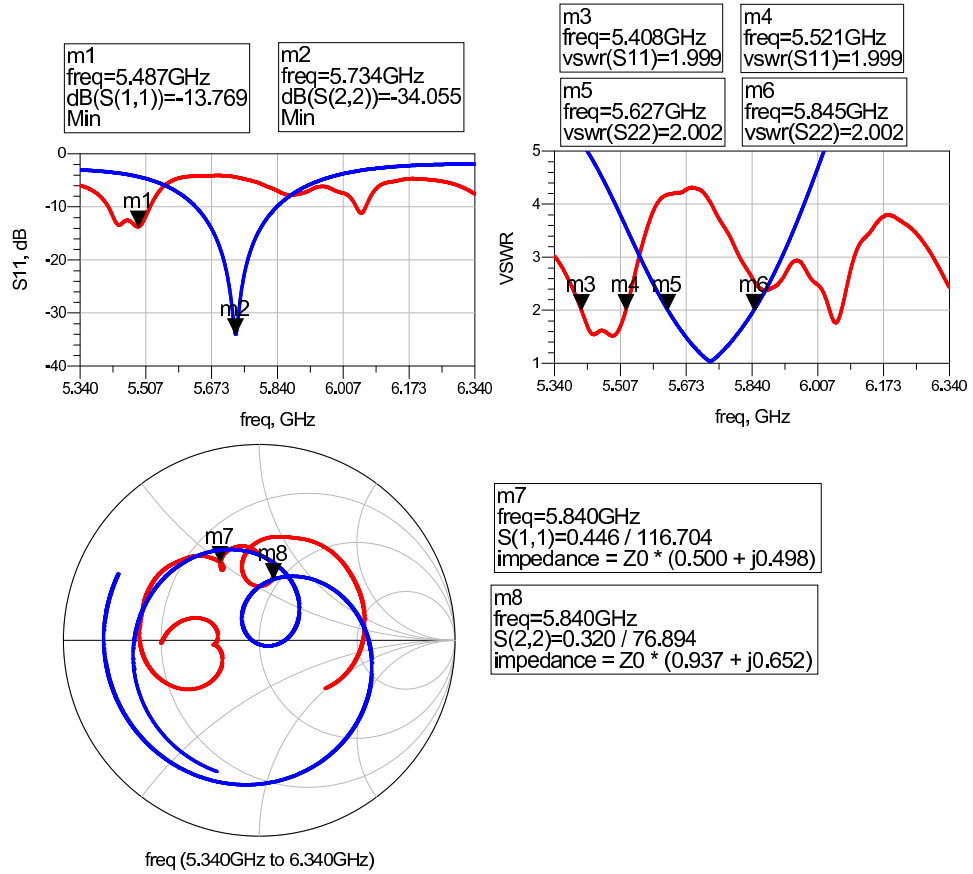 m1
freq=5.487GHz
dB(S(1,1))=-13.769
Min
m2
freq=5.734GHz
dB(S(2,2))=-34.055
Min
m3
freq=5.408GHz
vswr(S11)=1.999
m4
freq=5.521GHz
vswr(S11)=1.999
m5
freq=5.627GHz
vswr(S22)=2.002
m6
freq=5.845GHz
vswr(S22)=2.002
S11, dB
0
-10
-20
-30
-40
m1
m2
5.340 5.507 5.673 5.840 6.007 6.173 6.340
freq, GHz
VSWR
5
4
3
2
1
m3 m4 m5 m6
5.340 5.507 5.673 5.840 6.007 6.173 6.340
freq, GHz
m7
m8
freq (5.340GHz to 6.340GHz)
m7
freq=5.840GHz
S(1,1)=0.446 / 116.704
impedance = Z0 * (0.500 + j0.498)
m8
freq=5.840GHz
S(2,2)=0.320 / 76.894
impedance = Z0 * (0.937 + j0.652)